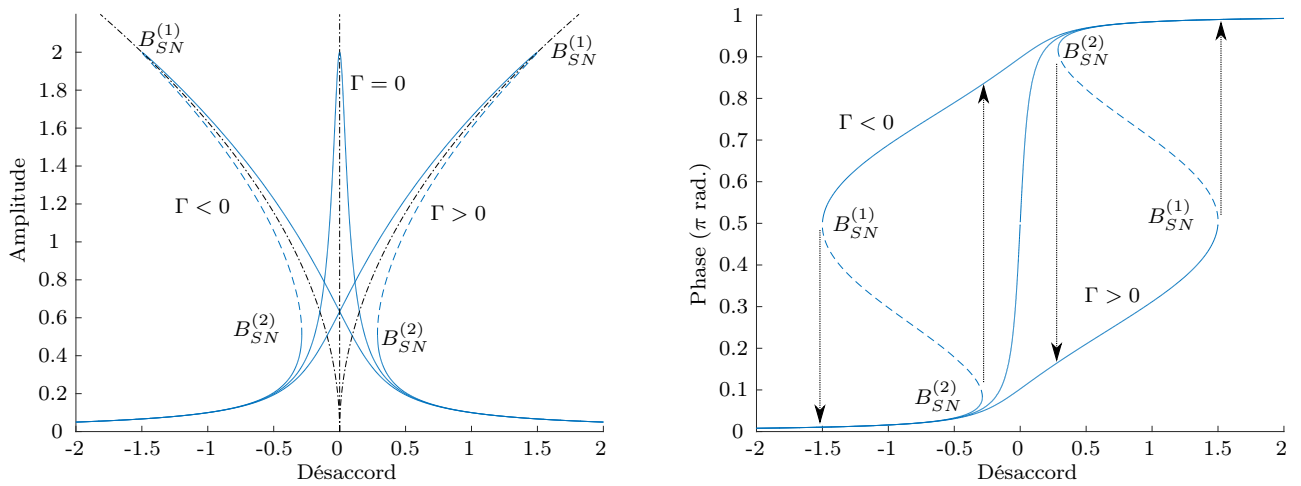 2
1.8
1.6
1.4
1.2
1
0.8
0.6
0.4
0.2
0
Amplitude
-2 -1.5 -1 -0.5 0 0.5 1 1.5 2
Désaccord
B_{SN}^{(1)}
B_{SN}^{(1)}
Γ = 0
Γ < 0
Γ > 0
B_{SN}^{(2)}
B_{SN}^{(2)}
1
0.9
0.8
0.7
0.6
0.5
0.4
0.3
0.2
0.1
0
Phase (π rad.)
-2 -1.5 -1 -0.5 0 0.5 1 1.5 2
Désaccord
B_{SN}^{(2)}
Γ < 0
B_{SN}^{(1)}
B_{SN}^{(1)}
Γ > 0
B_{SN}^{(2)}